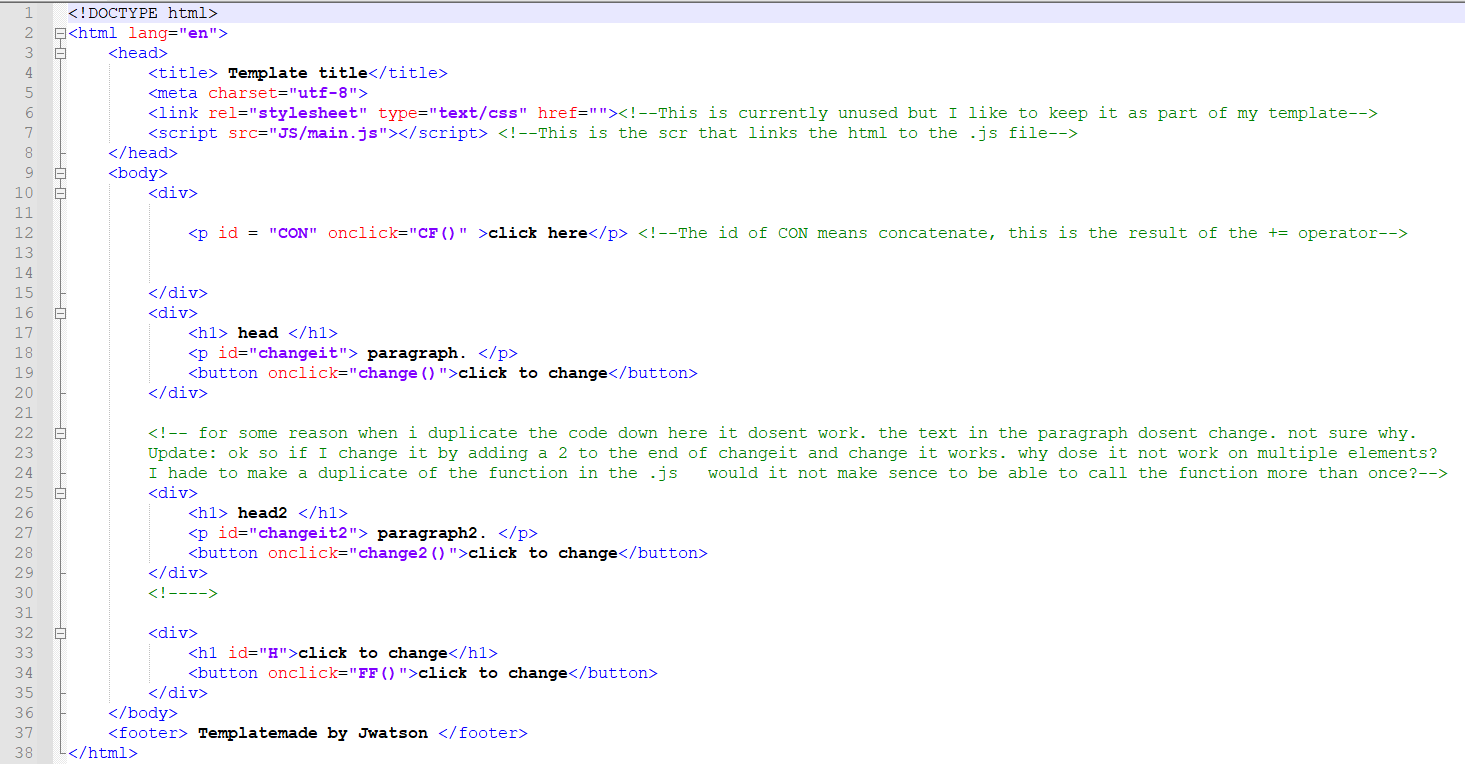 1 <!DOCTYPE html>
2 <html lang="en">
3 <head>
4 <title> Template title</title>
5 <meta charset="utf-8">
6 <link rel="stylesheet" type="text/css" href=""><!--This is currently unused but I like to keep it as part of my template-->
7 <script src="JS/main.js"></script> <!--This is the scr that links the html to the .js file-->
8 </head>
9 <body>
10 <div>
11
12 <p id = "CON" onclick="CF()" >click here</p> <!--The id of CON means concatenate, this is the result of the += operator-->
13
14
15 </div>
16 <div>
17 <h1> head </h1>
18 <p id="changeit"> paragraph. </p>
19 <button onclick="change()">click to change</button>
20 </div>
21
22 <!-- for some reason when i duplicate the code down here it dosent work. the text in the paragraph dosent change. not sure why.
23 Update: ok so if I change it by adding a 2 to the end of changeit and change it works. why dose it not work on multiple elements?
24 I hade to make a duplicate of the function in the .js   would it not make sence to be able to call the function more than once?-->
25 <div>
26 <h1> head2 </h1>
27 <p id="changeit2"> paragraph2. </p>
28 <button onclick="change2()">click to change</button>
29 </div>
30 <!---->
31
32 <div>
33 <h1 id="H">click to change</h1>
34 <button onclick="FF()">click to change</button>
35 </div>
36 </body>
37 <footer> Templatemade by Jwatson </footer>
38 </html>